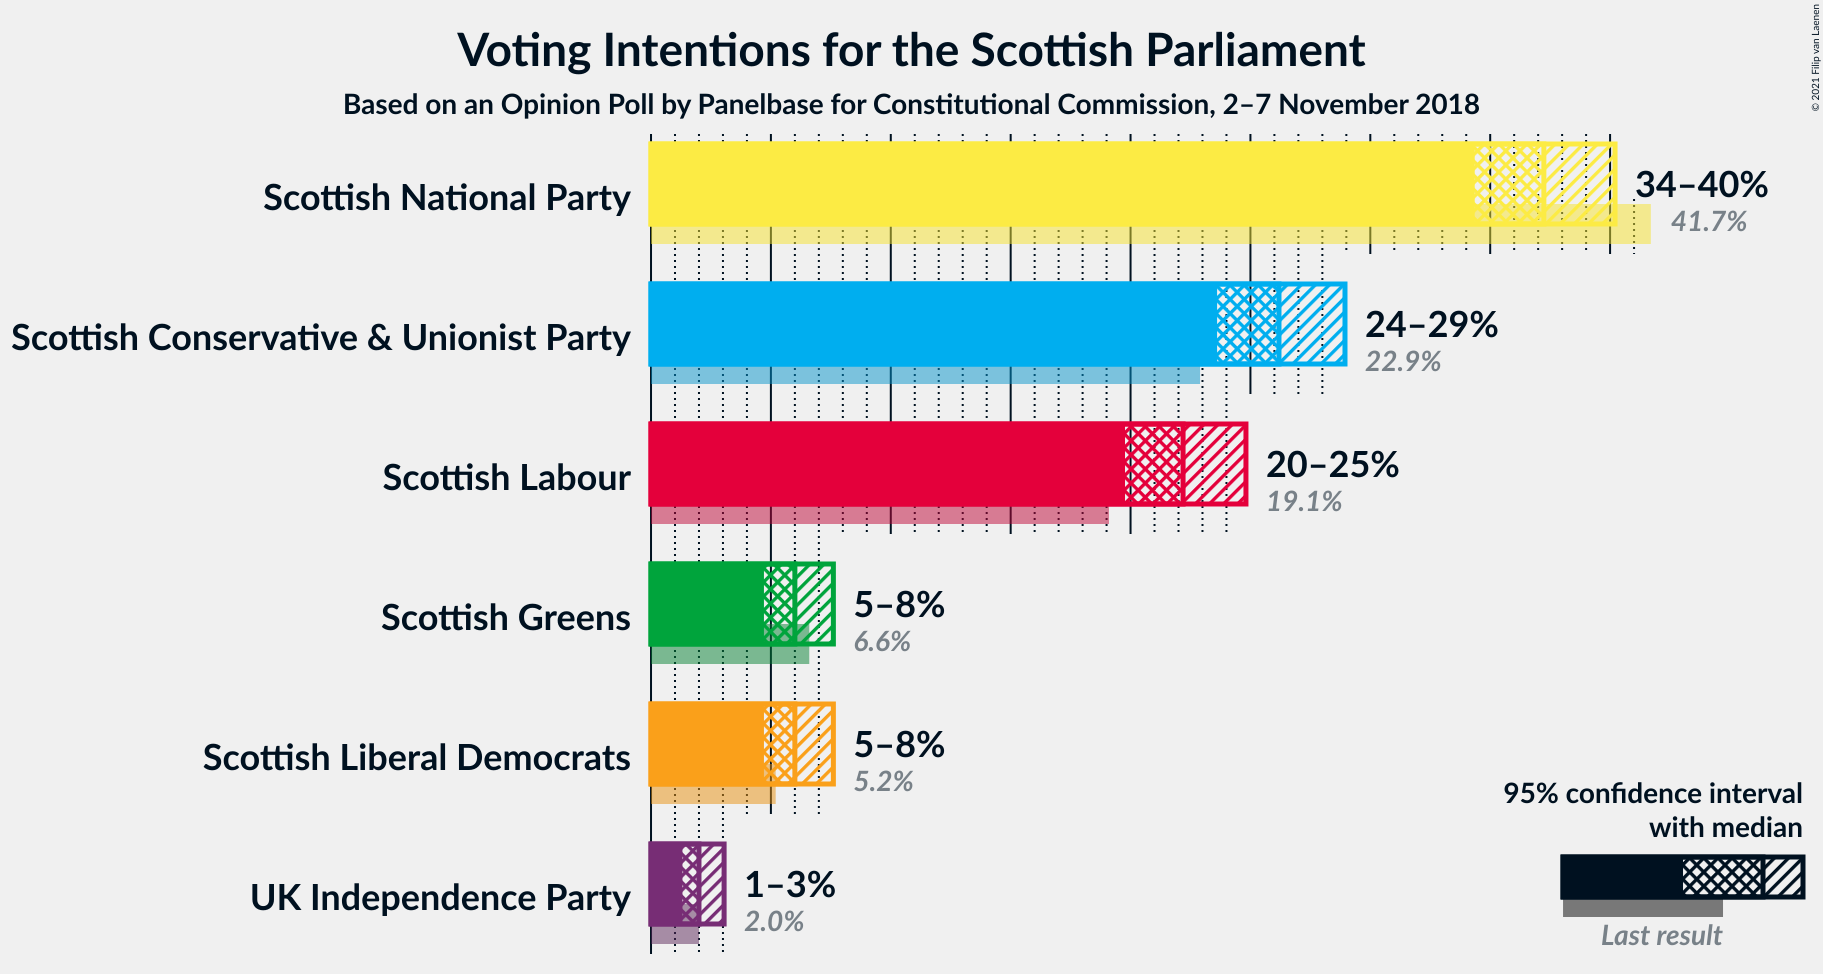 Voting Intentions for the Scottish Parliament
Based on an Opinion Poll by Panelbase for Constitutional Commission, 2–7 November 2018
© 2021 Filip van Laenen
Scottish National Party
34–40%
41.7%
Scottish Conservative & Unionist Party
24–29%
22.9%
Scottish Labour
20–25%
19.1%
Scottish Greens
5–8%
6.6%
Scottish Liberal Democrats
5–8%
5.2%
UK Independence Party
1–3%
2.0%
95% confidence interval
with median
Last result